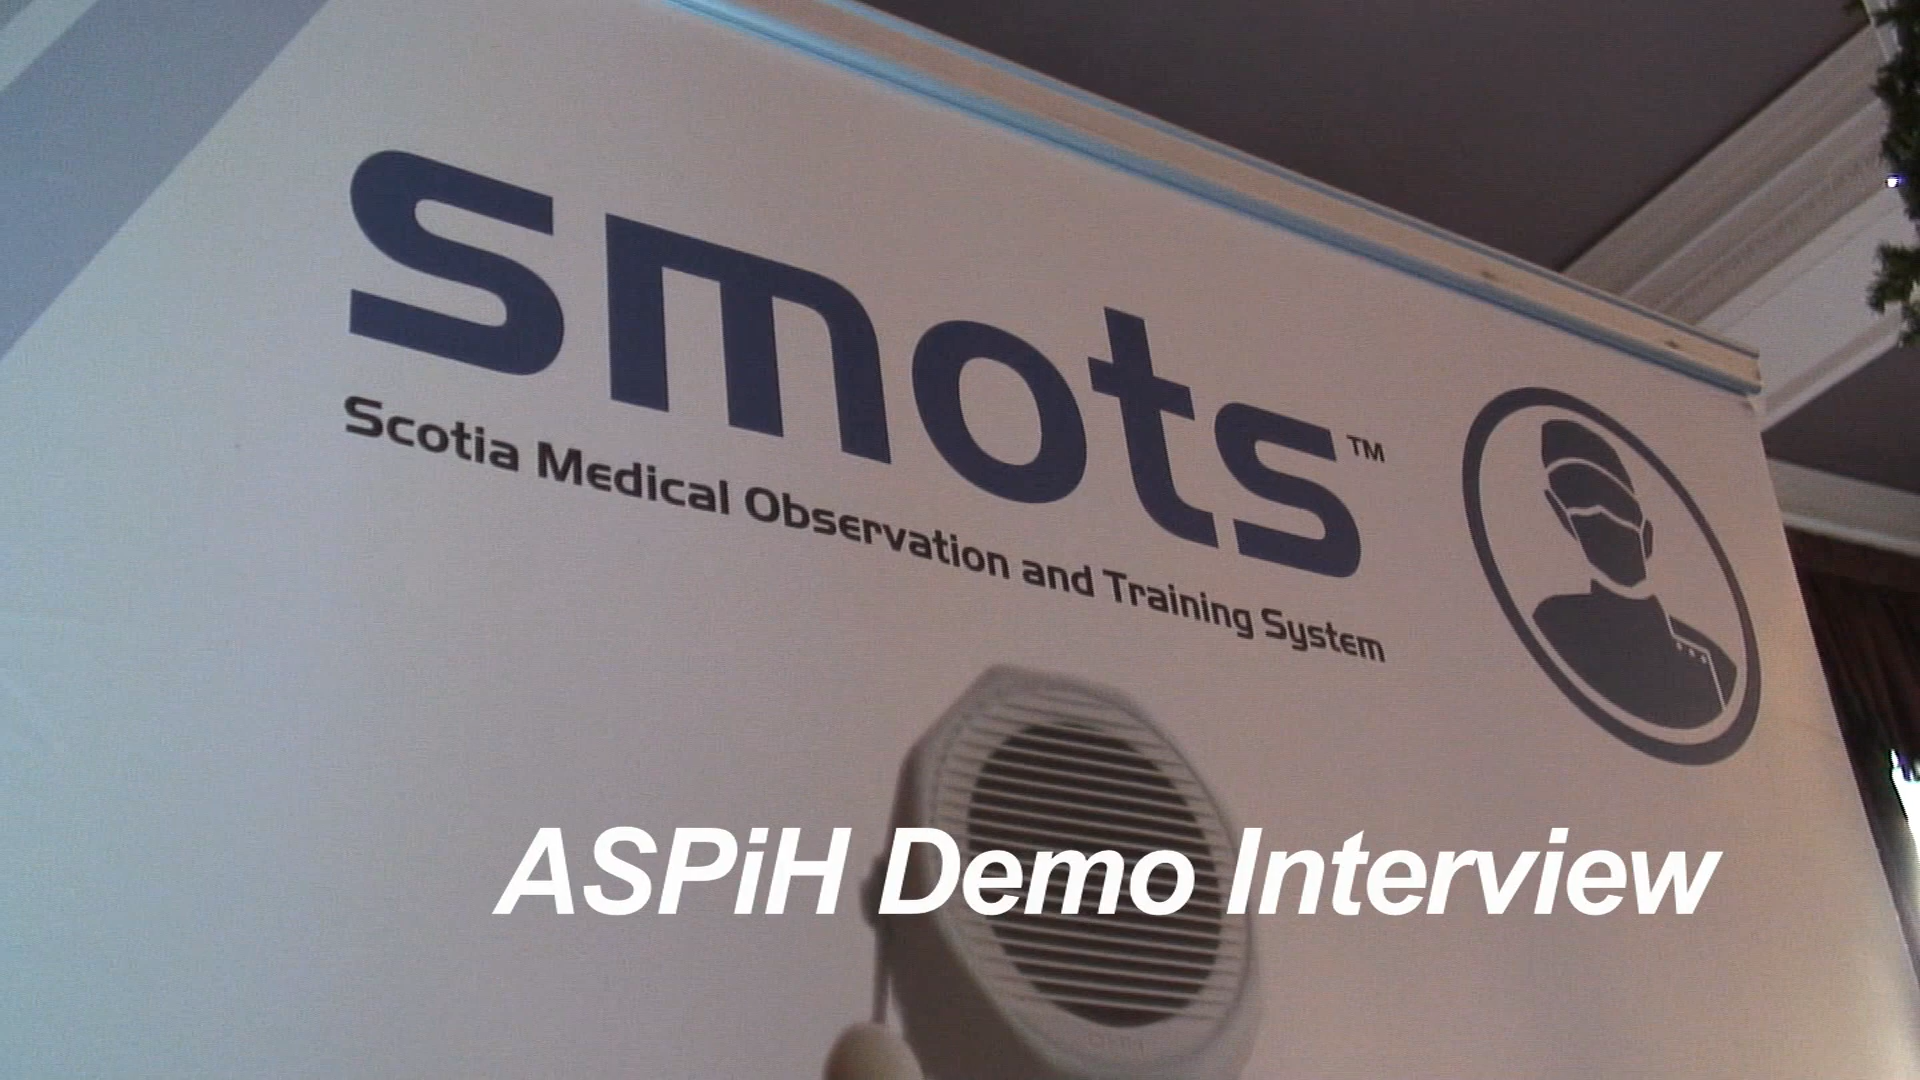 smots™
Scotia Medical Observation and Training System
ASPiH Demo Interview